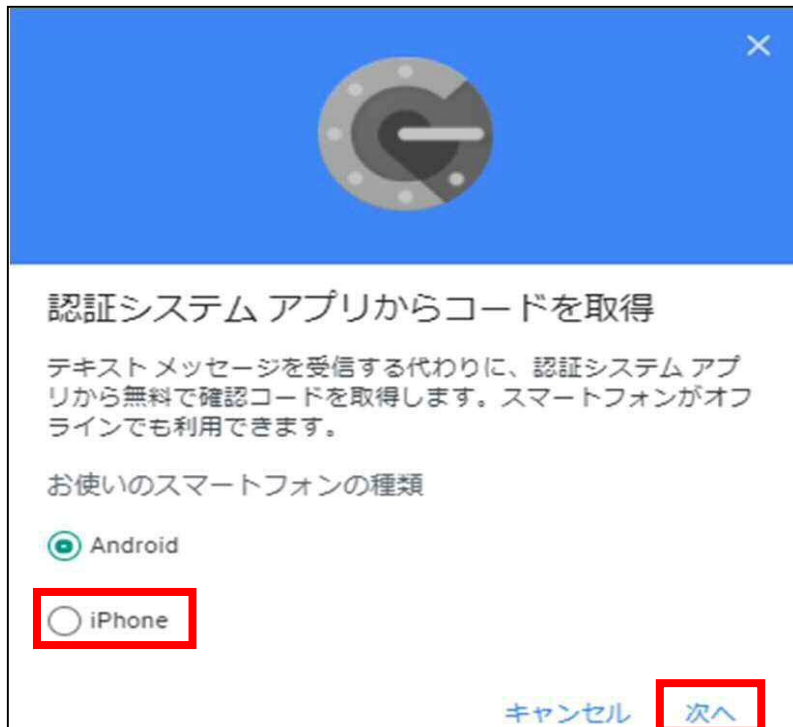 認証システム アプリからコードを取得
テキスト メッセージを受信する代わりに、認証システム アプ
リから無料で確認コードを取得します。スマートフォンがオフ
ラインでも利用できます。
お使いのスマートフォンの種類
Android
iPhone
キャンセル 次へ